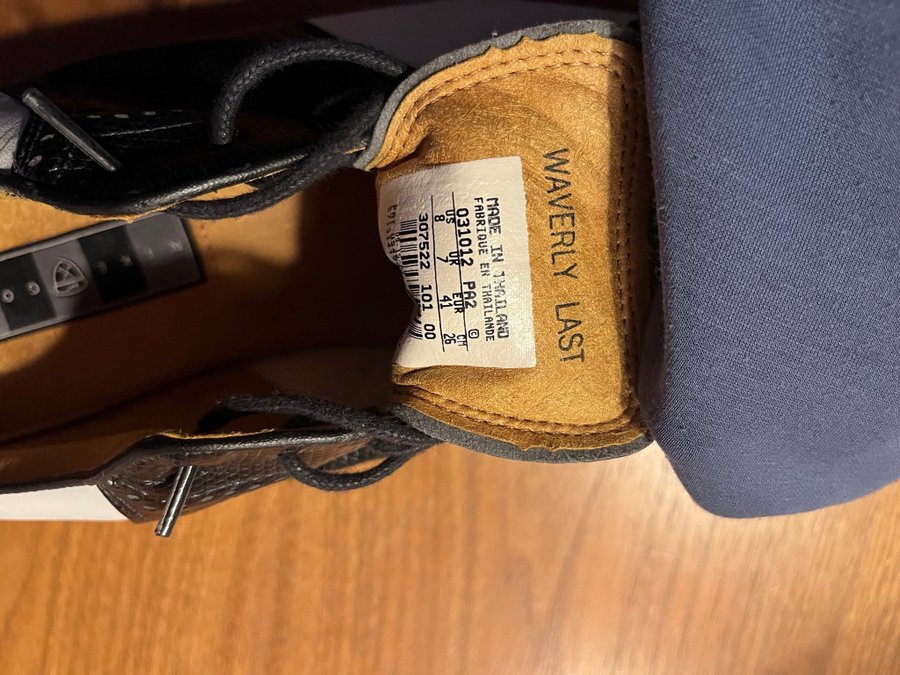 WAVERLY LAST
MADE IN THAILAND
FABRIQUE EN THAILANDE
031012 PA2 ©
US UK EUR CM
8 7 41 26
307522 101 00